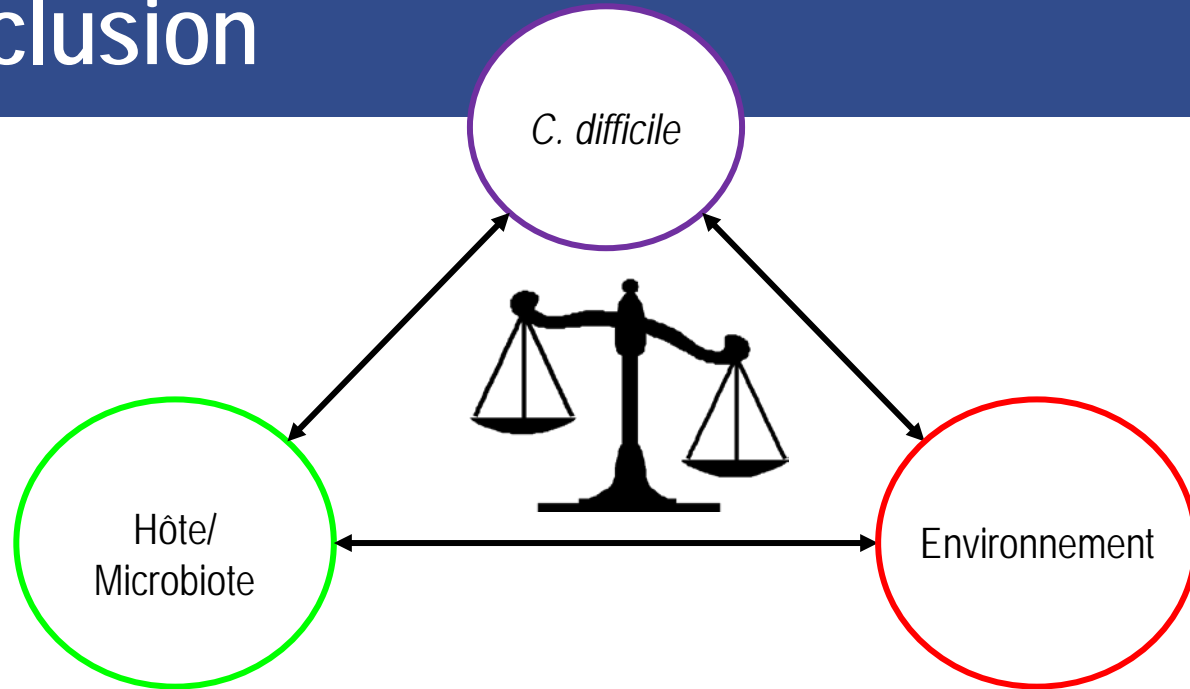 clusion
C. difficile
Hôte/
Microbiote
Environnement